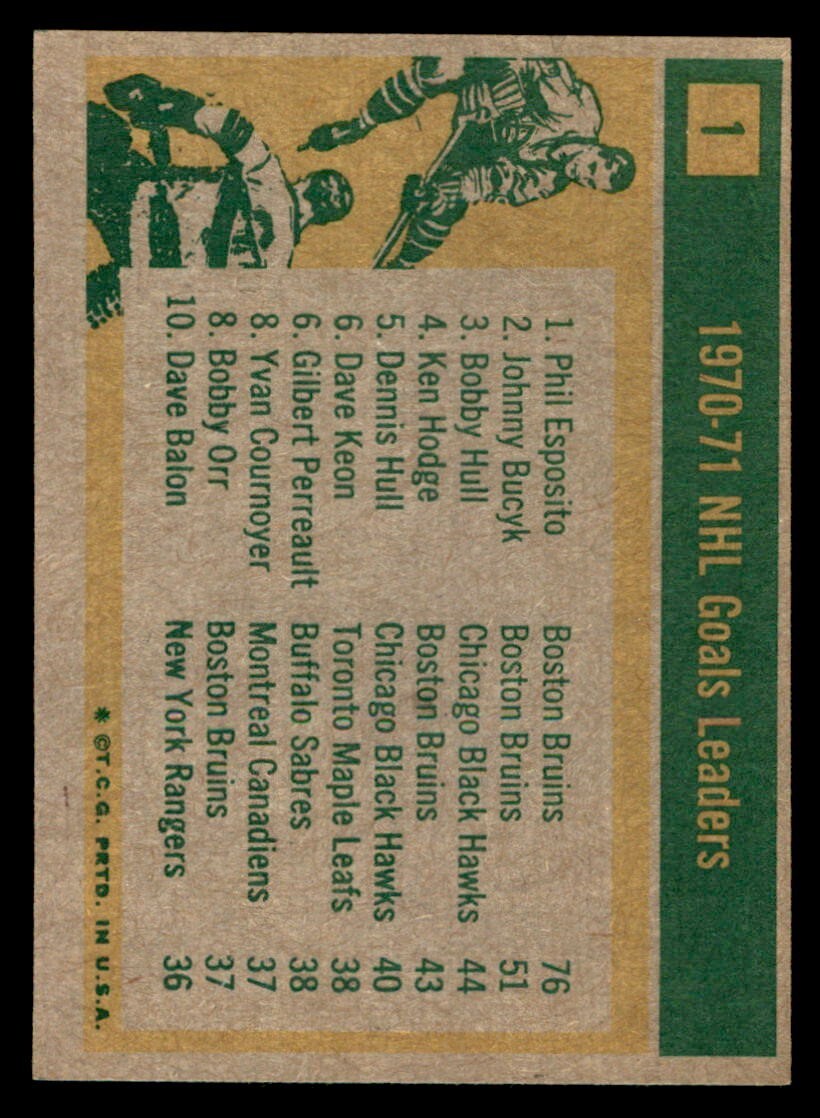 1
1970-71 NHL Goals Leaders
1. Phil Esposito Boston Bruins 76
2. Johnny Bucyk Boston Bruins 51
3. Bobby Hull Chicago Black Hawks 44
4. Ken Hodge Boston Bruins 43
5. Dennis Hull Chicago Black Hawks 40
6. Dave Keon Toronto Maple Leafs 38
6. Gilbert Perreault Buffalo Sabres 38
8. Yvan Cournoyer Montreal Canadiens 37
8. Bobby Orr Boston Bruins 37
10. Dave Balon New York Rangers 36
* ©T.C.G. PRTD. IN U.S.A.